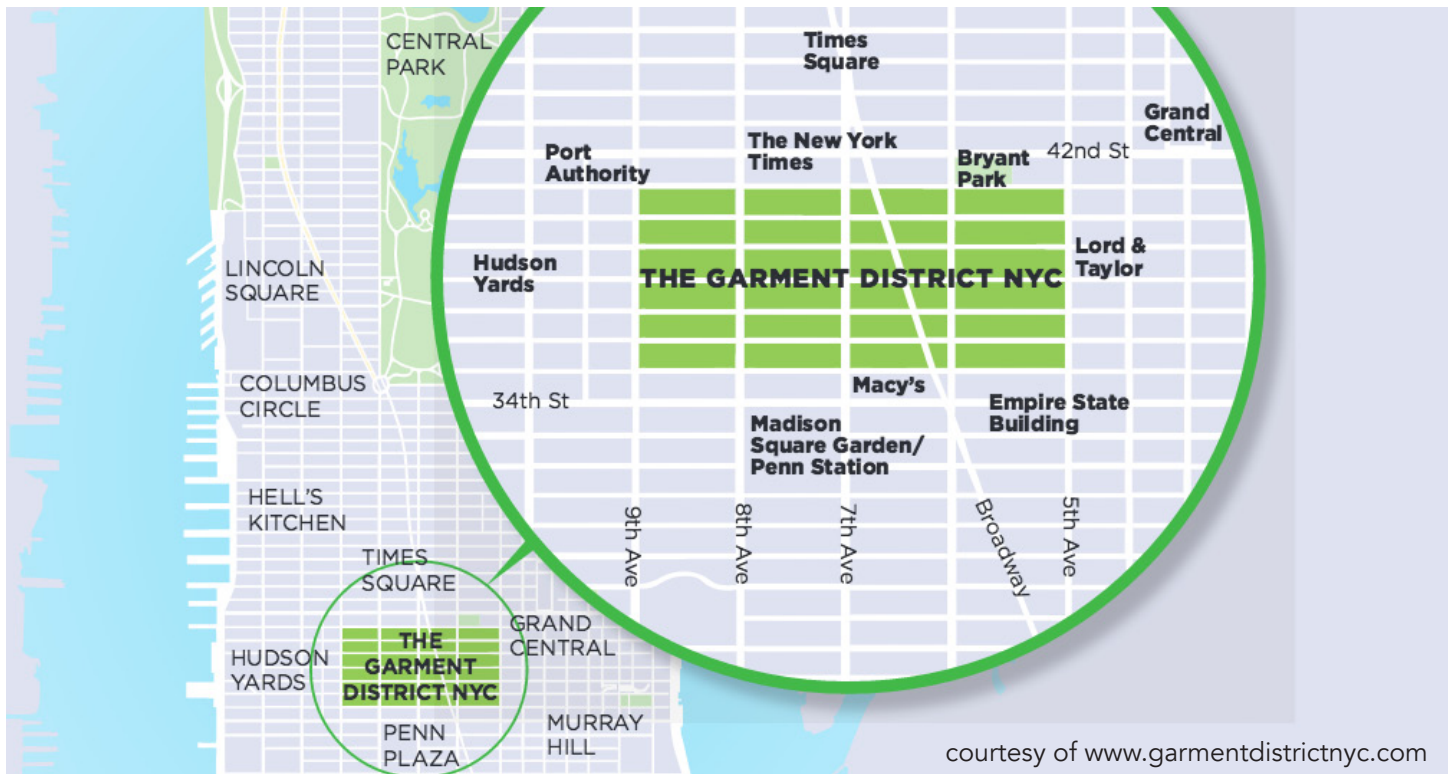 CENTRAL
PARK
Times
Square
Grand
Central
The New York
Times
42nd St
Port
Authority
Bryant
Park
Lord &
Taylor
Hudson
Yards
THE GARMENT DISTRICT NYC
LINCOLN
SQUARE
COLUMBUS
CIRCLE
34th St
Macy's
Empire State
Building
Madison
Square Garden/
Penn Station
HELL'S
KITCHEN
9th Ave
8th Ave
7th Ave
Broadway
5th Ave
TIMES
SQUARE
GRAND
CENTRAL
HUDSON
YARDS
THE
GARMENT
DISTRICT NYC
PENN
PLAZA
MURRAY
HILL
courtesy of www.garmentdistrictnyc.com